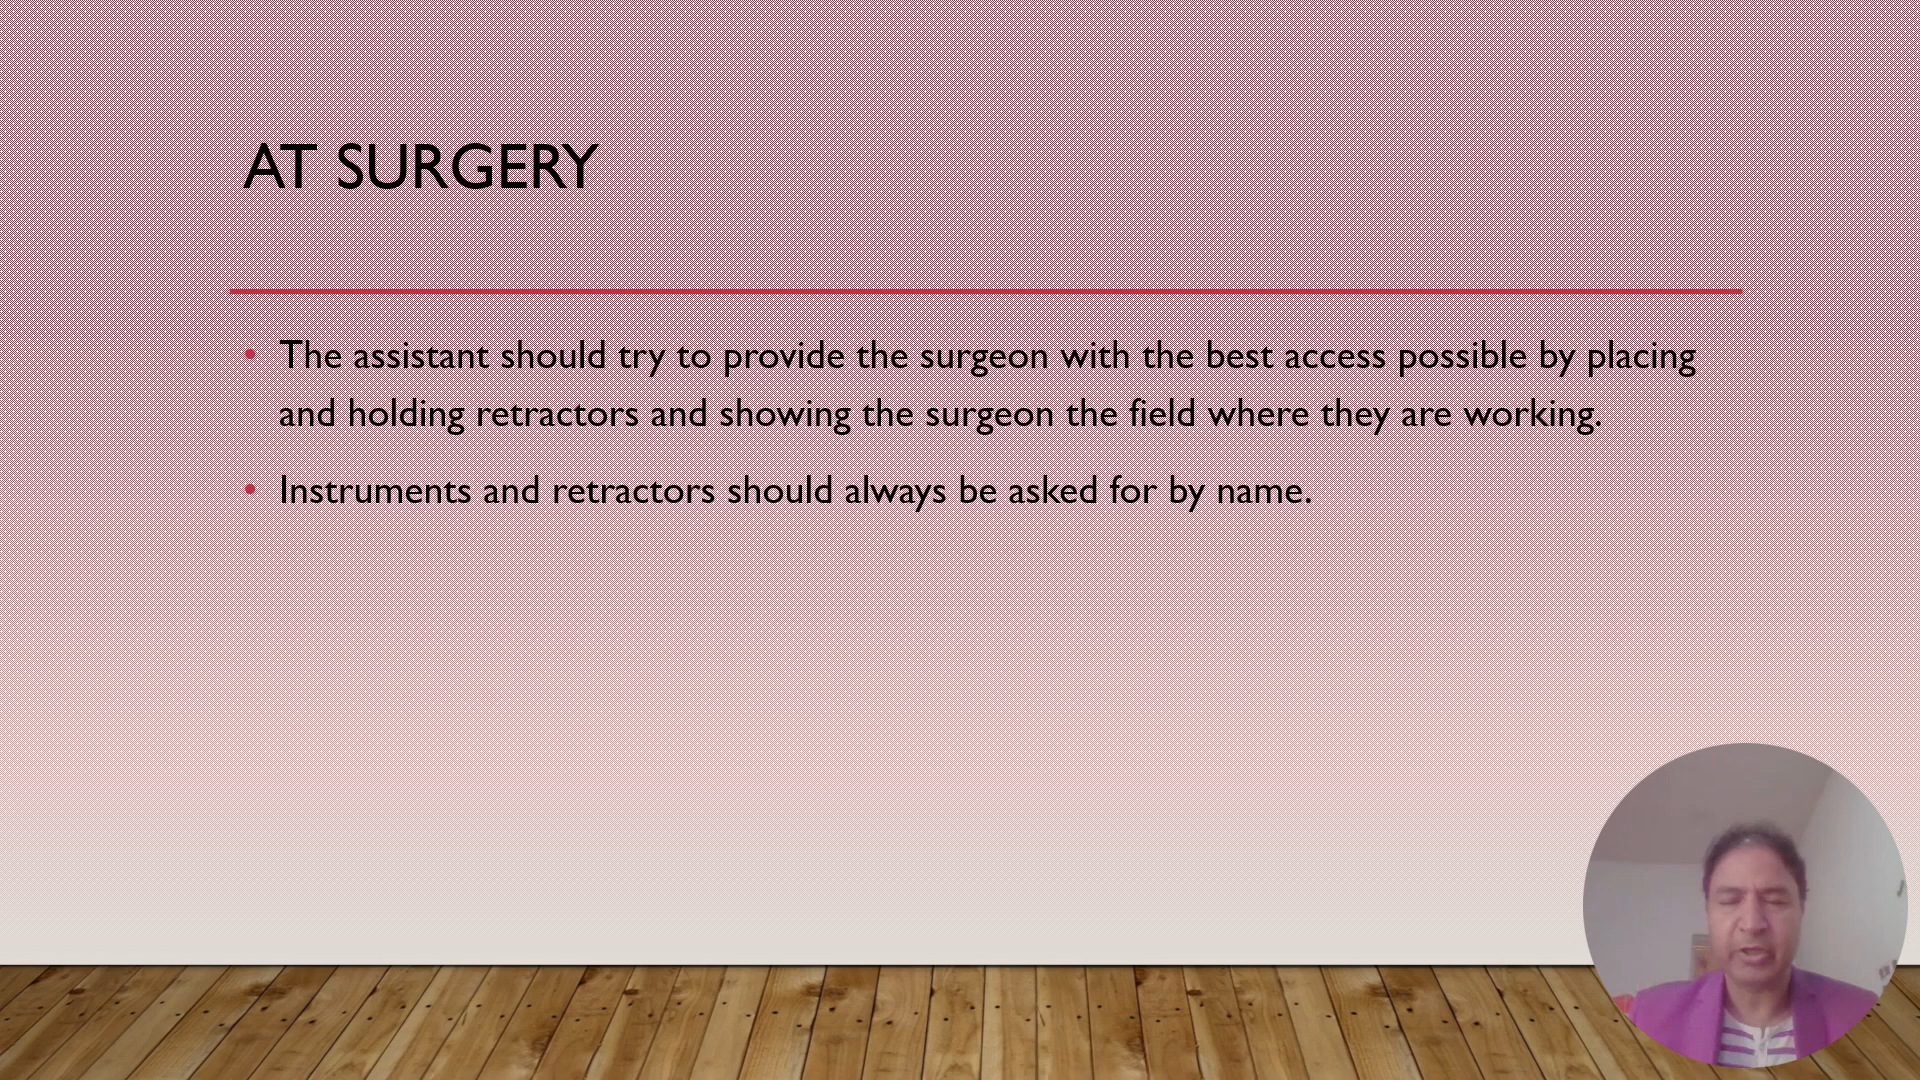 AT SURGERY
• The assistant should try to provide the surgeon with the best access possible by placing
and holding retractors and showing the surgeon the field where they are working.
• Instruments and retractors should always be asked for by name.